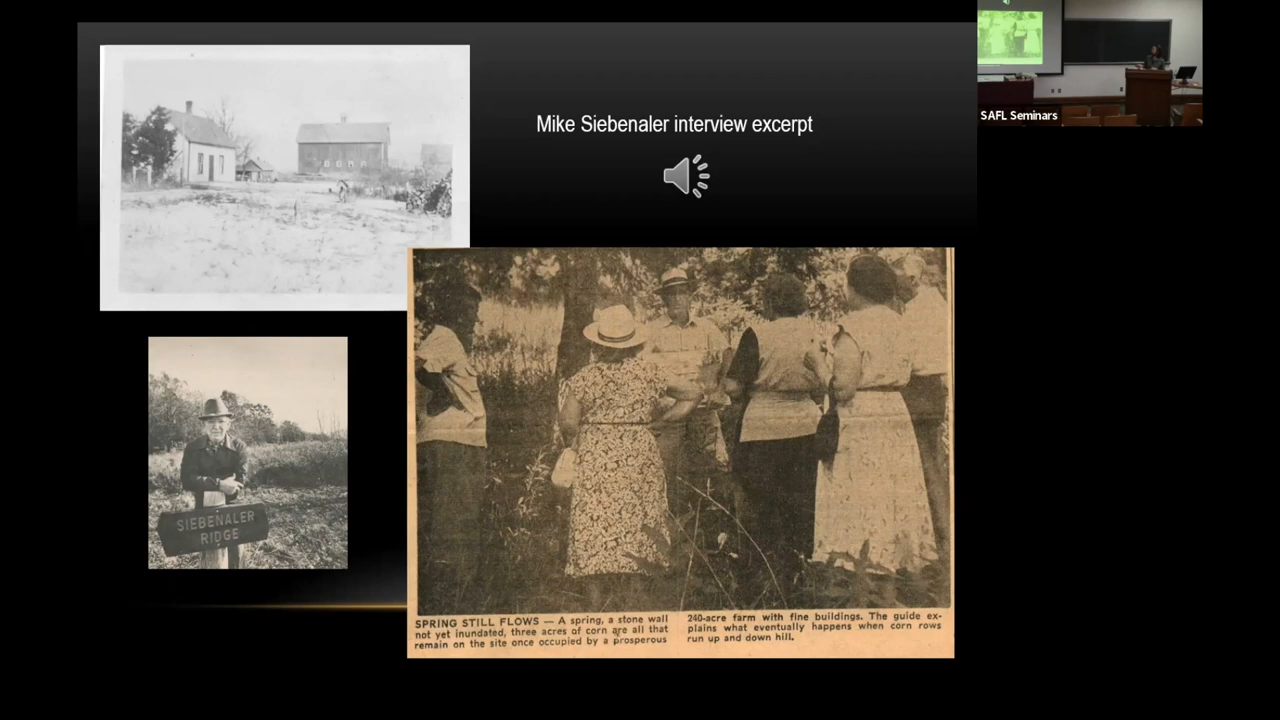 Mike Siebenaler interview excerpt
SAFL Seminars
SIEBENALER
RIDGE
SPRING STILL FLOWS — A spring, a stone wall
not yet inundated, three acres of corn are all that
remain on the site once occupied by a prosperous
240-acre farm with fine buildings. The guide ex-
plains what eventually happens when corn rows
run up and down hill.